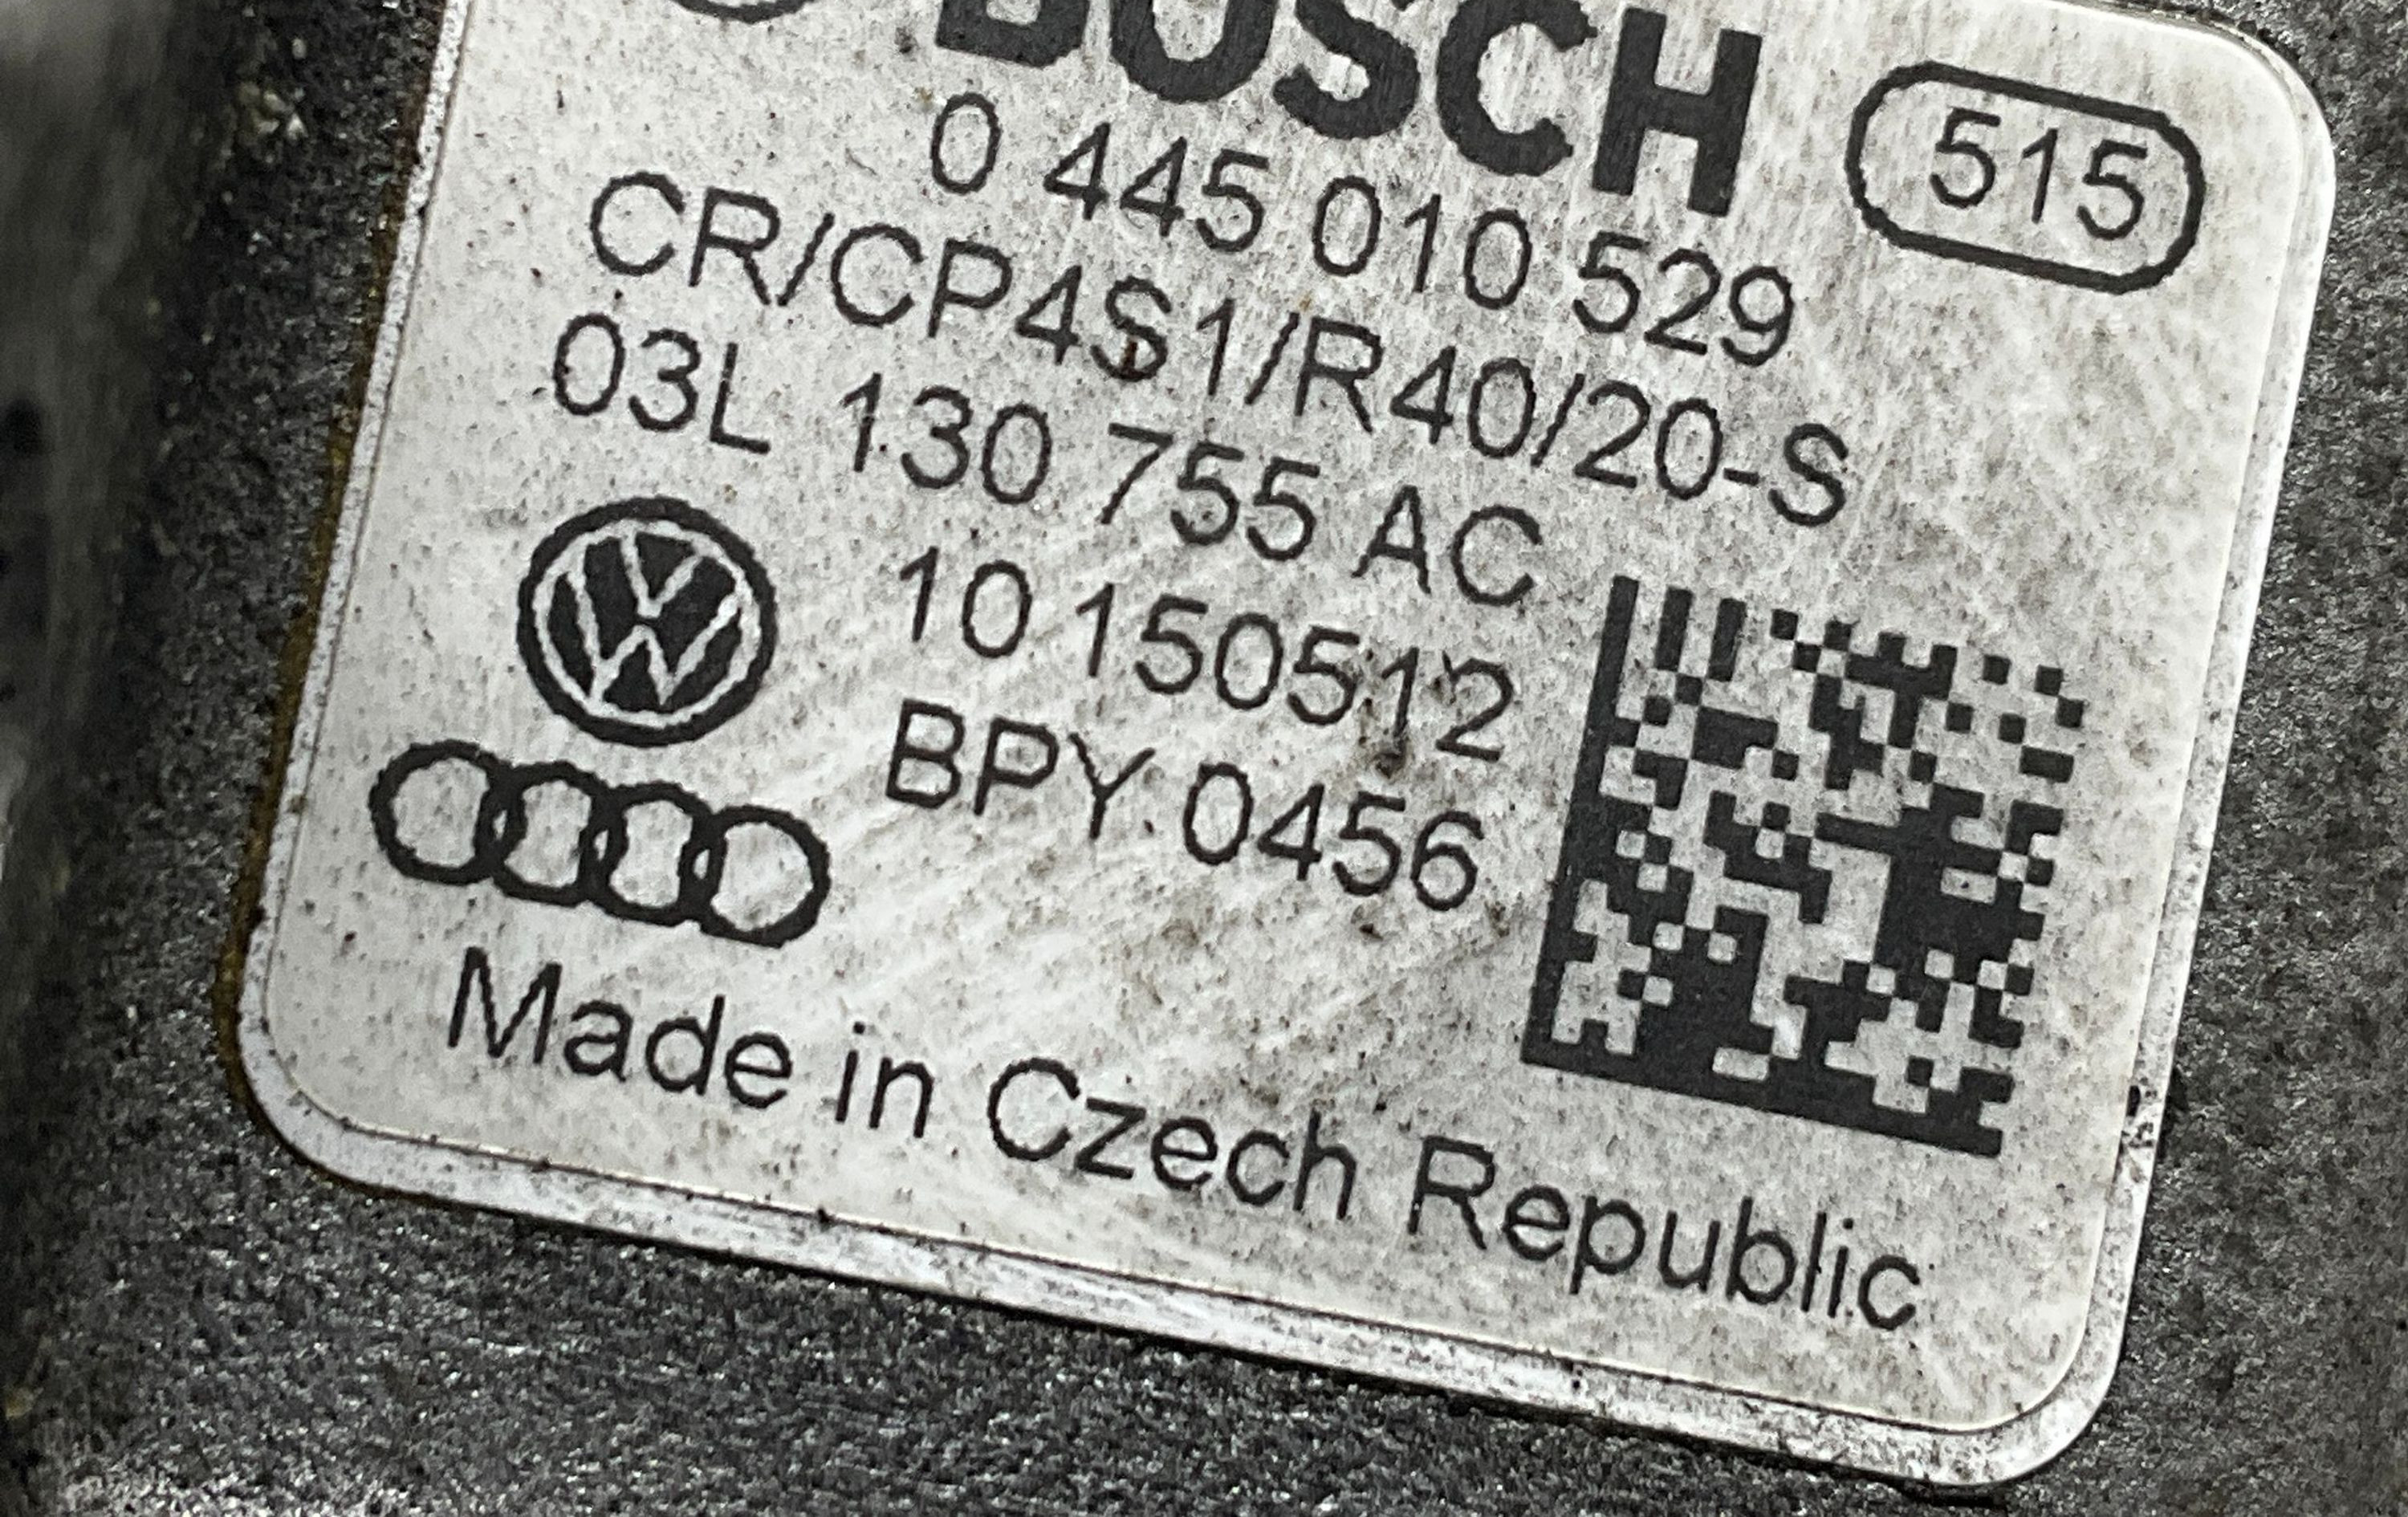 BOSCH
515
0 445 010 529
CR/CP4S1/R40/20-S
03L 130 755 AC
10 150512
BPY 0456
Made in Czech Republic